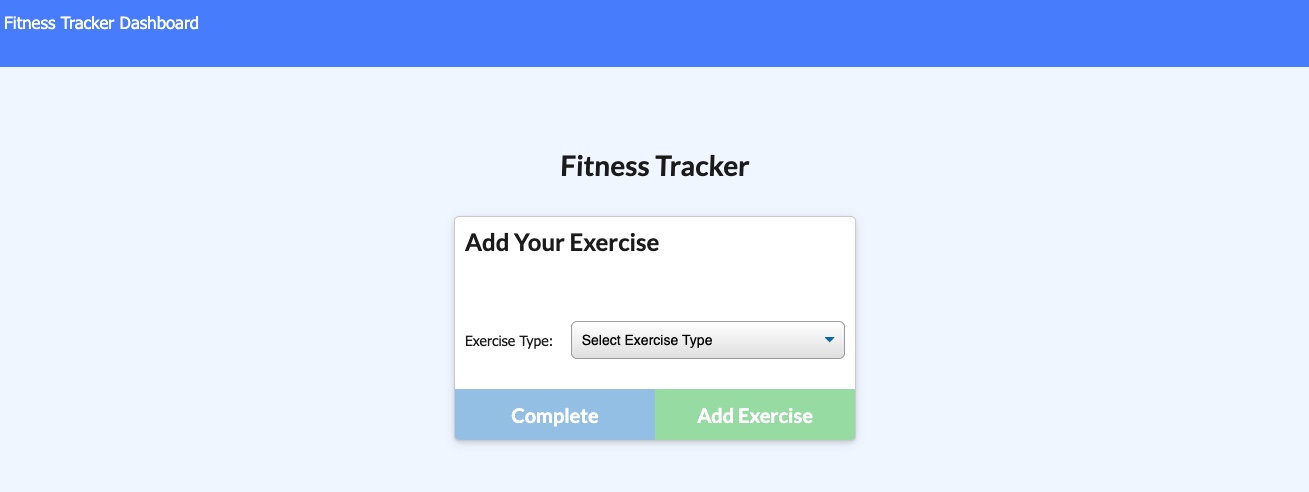 Fitness Tracker Dashboard
Fitness Tracker
Add Your Exercise
Exercise Type: Select Exercise Type
Complete Add Exercise